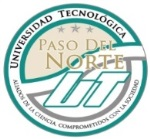 UNIVERSIDAD TECNOLÓGICA
PASO DEL
NORTE
UT
ALIADOS DE LA CIENCIA, COMPROMETIDOS CON LA SOCIEDAD